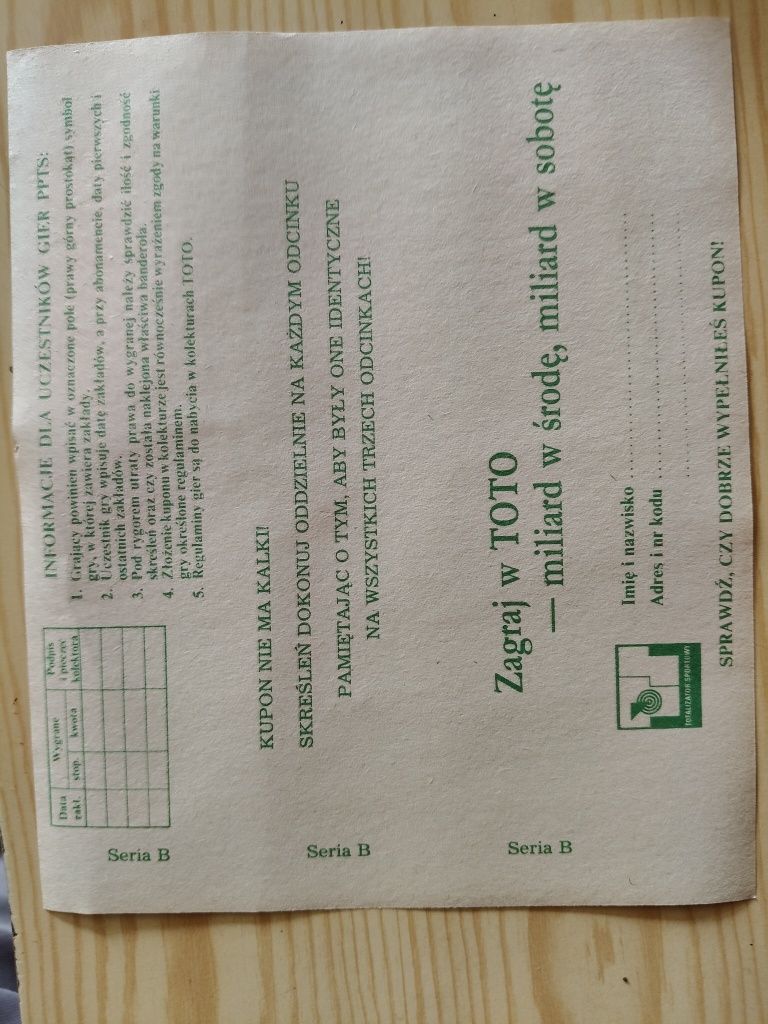 Data zakł.
Wygrane
stop.
kwota
Podpis i pieczęć kolektora
INFORMACJE DLA UCZESTNIKÓW GIER PPTS:
1. Grający powinien wpisać w oznaczone pole (prawy górny prostokąt) symbol
gry, w której zawiera zakłady.
2. Uczestnik gry wpisuje datę zakładów, a przy abonamencie, daty pierwszych i
ostatnich zakładów.
3. Pod rygorem utraty prawa do wygranej należy sprawdzić ilość i zgodność
skreśleń oraz czy została naklejona właściwa banderola.
4. Złożenie kuponu w kolekturze jest równocześnie wyrażeniem zgody na warunki
gry określone regulaminem.
5. Regulaminy gier są do nabycia w kolekturach TOTO.
Seria B
KUPON NIE MA KALKI!
SKREŚLEŃ DOKONUJ ODDZIELNIE NA KAŻDYM ODCINKU
PAMIĘTAJĄC O TYM, ABY BYŁY ONE IDENTYCZNE
NA WSZYSTKICH TRZECH ODCINKACH!
Seria B
Zagraj w TOTO
— miliard w środę, miliard w sobotę
Seria B
TOTALIZATOR SPORTOWY
Imię i nazwisko
Adres i nr kodu
SPRAWDŹ, CZY DOBRZE WYPEŁNIŁEŚ KUPON!